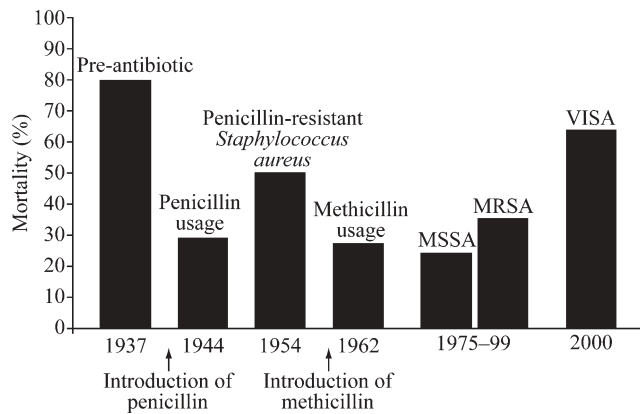 Mortality (%)
100
90
80
70
60
50
40
30
20
10
0
Pre-antibiotic
Penicillin
usage
Penicillin-resistant
Staphylococcus
aureus
Methicillin
usage
MSSA
MRSA
VISA
1937
1944
1954
1962
1975–99
2000
Introduction of
penicillin
Introduction of
methicillin